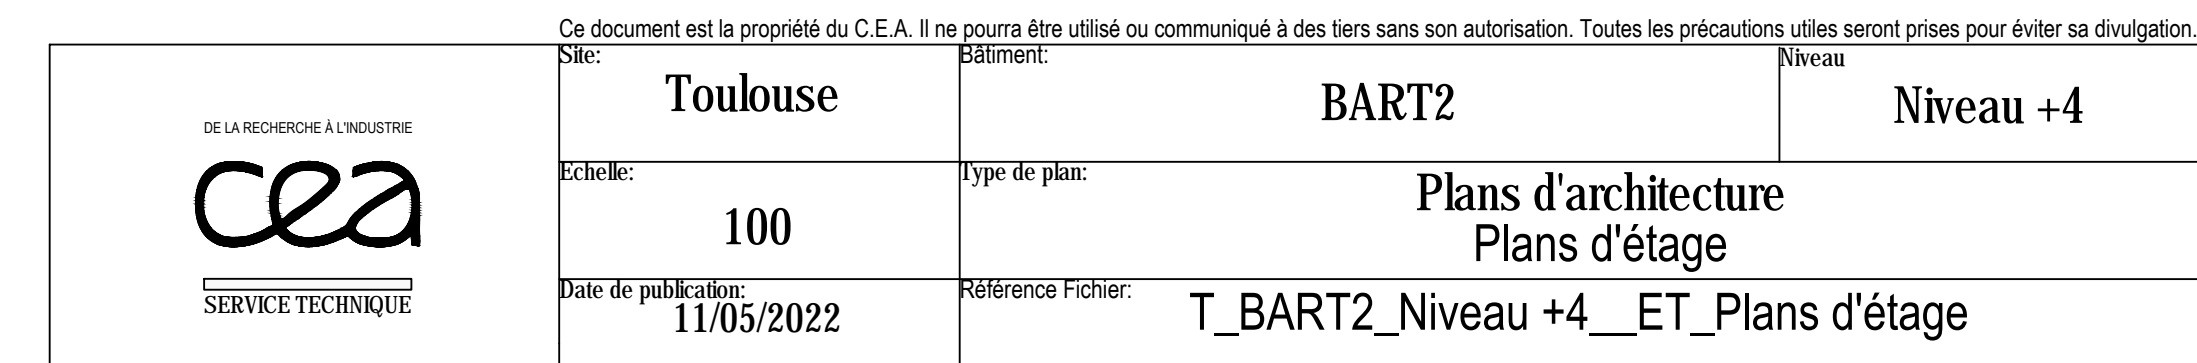 Ce document est la propriété du C.E.A. Il ne pourra être utilisé ou communiqué à des tiers sans son autorisation. Toutes les précautions utiles seront prises pour éviter sa divulgation.
DE LA RECHERCHE À L'INDUSTRIE
cea
SERVICE TECHNIQUE
Site:
Toulouse
Bâtiment:
BART2
Niveau
Niveau +4
Echelle:
100
Type de plan:
Plans d'architecture
Plans d'étage
Date de publication:
11/05/2022
Référence Fichier:
T_BART2_Niveau +4__ET_Plans d'étage